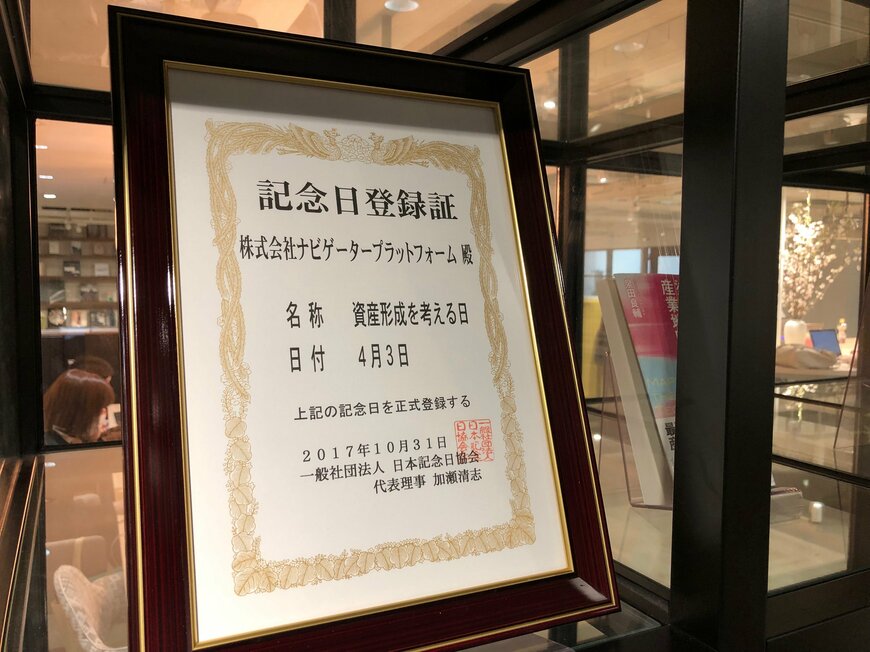 記念日登録証
株式会社ナビゲータープラットフォーム 殿
名称 資産形成を考える日
日付 4月3日
上記の記念日を正式登録する
2017年10月31日
一般社団法人 日本記念日協会
代表理事 加瀬清志